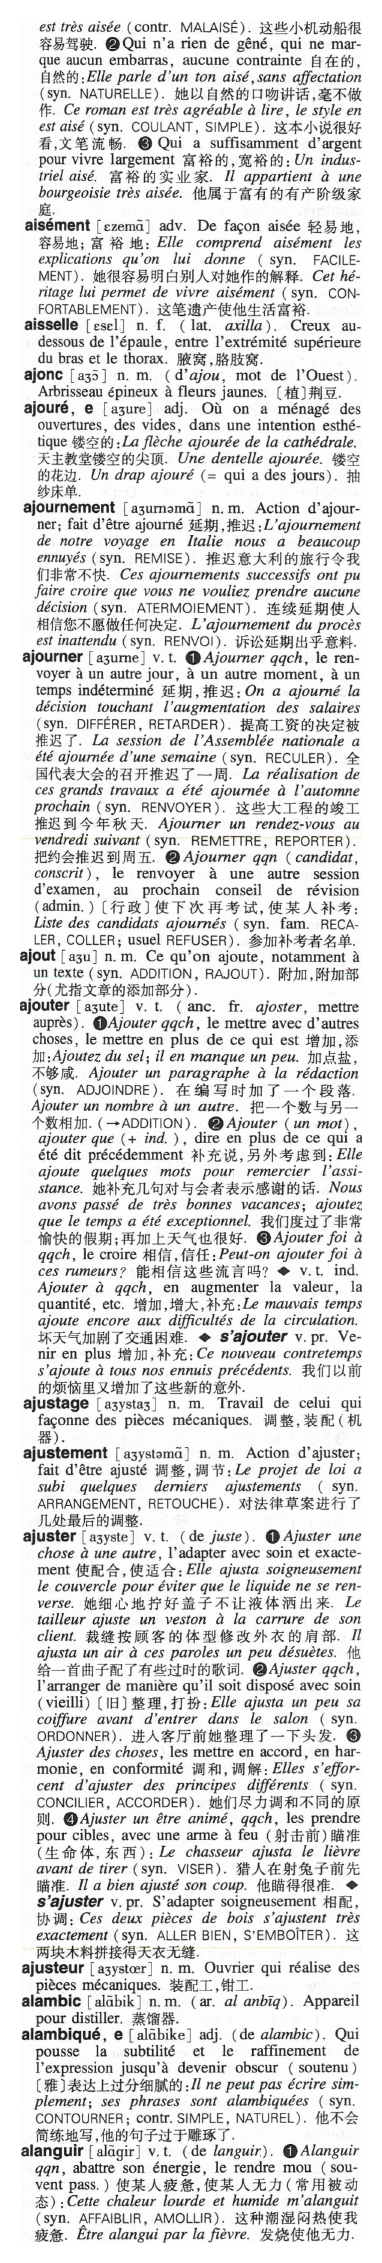 est très aisée (contr. MALAISÉ). 这些小机动船很
容易驾驶. ❷Qui n'a rien de gêné, qui ne mar-
que aucun embarras, aucune contrainte 自在的,
自然的:Elle parle d'un ton aisé, sans affectation
(syn. NATURELLE). 她以自然的口吻讲话,毫不做
作. Ce roman est très agréable à lire, le style en
est aisé (syn. COULANT, SIMPLE). 这本小说很好
看,文笔流畅. ❸ Qui a suffisamment d'argent
pour vivre largement 富裕的,宽裕的: Un indus-
triel aisé. 富裕的实业家. Il appartient à une
bourgeoisie très aisée. 他属于富有的有产阶级家
庭.
aisément [ɛzemɑ̃] adv. De façon aisée 轻易地,
容易地; 富裕地: Elle comprend aisément les
explications qu'on lui donne (syn. FACILE-
MENT). 她很容易明白别人对她作的解释. Cet hé-
ritage lui permet de vivre aisément (syn. CON-
FORTABLEMENT). 这笔遗产使他生活富裕.
aisselle [ɛsɛl] n. f. (lat. axilla). Creux au-
dessous de l'épaule, entre l'extrémité supérieure
du bras et le thorax. 腋窝,胳肢窝.
ajonc [aʒɔ̃] n. m. (d'ajou, mot de l'Ouest).
Arbrisseau épineux à fleurs jaunes. [植]荆豆.
ajouré, e [aʒure] adj. Où on a ménagé des
ouvertures, des vides, dans une intention esthé-
tique 镂空的:La flèche ajourée de la cathédrale.
天主教堂镂空的尖顶. Une dentelle ajourée. 镂空
的花边. Un drap ajouré (= qui a des jours). 抽
纱床单.
ajournement [aʒurnəmɑ̃] n. m. Action d'ajour-
ner; fait d'être ajourné 延期,推迟:L'ajournement
de notre voyage en Italie nous a beaucoup
ennuyés (syn. REMISE). 推迟意大利的旅行令我
们非常不快. Ces ajournements successifs ont pu
faire croire que vous ne vouliez prendre aucune
décision (syn. ATERMOIEMENT). 连续延期使人
相信您不愿做任何决定. L'ajournement du procès
est inattendu (syn. RENVOI). 诉讼延期出乎意料.
ajourner [aʒurne] v. t. ❶Ajourner qqch, le ren-
voyer à un autre jour, à un autre moment, à un
temps indéterminé 延期,推迟: On a ajourné la
décision touchant l'augmentation des salaires
(syn. DIFFÉRER, RETARDER). 提高工资的决定被
推迟了. La session de l'Assemblée nationale a
été ajournée d'une semaine (syn. RECULER). 全
国代表大会的召开推迟了一周. La réalisation de
ces grands travaux a été ajournée à l'automne
prochain (syn. RENVOYER). 这些大工程的竣工
推迟到今年秋天. Ajourner un rendez-vous au
vendredi suivant (syn. REMETTRE, REPORTER).
把约会推迟到周五. ❷Ajourner qqn (candidat,
conscrit), le renvoyer à une autre session
d'examen, au prochain conseil de révision
(admin.) [行政]使下次再考试,使某人补考:
Liste des candidats ajournés (syn. fam. RECA-
LER, COLLER; usuel REFUSER). 参加补考者名单.
ajout [aʒu] n. m. Ce qu'on ajoute, notamment à
un texte (syn. ADDITION, RAJOUT). 附加,附加部
分(尤指文章的添加部分).
ajouter [aʒute] v. t. (anc. fr. ajoster, mettre
auprès). ❶Ajouter qqch, le mettre avec d'autres
choses, le mettre en plus de ce qui est 增加,添
加:Ajoutez du sel; il en manque un peu. 加点盐,
不够咸. Ajouter un paragraphe à la rédaction
(syn. ADJOINDRE). 在编写时加了一个段落.
Ajouter un nombre à un autre. 把一个数与另一
个数相加. (→ADDITION). ❷Ajouter (un mot),
ajouter que (+ ind.), dire en plus de ce qui a
été dit précédemment 补充说,另外考虑到: Elle
ajoute quelques mots pour remercier l'assi-
stance. 她补充几句对与会者表示感谢的话. Nous
avons passé de très bonnes vacances; ajoutez
que le temps a été exceptionnel. 我们度过了非常
愉快的假期;再加上天气也很好. ❸Ajouter foi à
qqch, le croire 相信,信任:Peut-on ajouter foi à
ces rumeurs? 能相信这些流言吗? ◆ v. t. ind.
Ajouter à qqch, en augmenter la valeur, la
quantité, etc. 增加,增大,补充:Le mauvais temps
ajoute encore aux difficultés de la circulation.
坏天气加剧了交通困难. ◆ s'ajouter v. pr. Ve-
nir en plus 增加,补充:Ce nouveau contretemps
s'ajoute à tous nos ennuis précédents. 我们以前
的烦恼里又增加了这些新的意外.
ajustage [aʒystaʒ] n. m. Travail de celui qui
façonne des pièces mécaniques. 调整,装配(机
器).
ajustement [aʒystəmɑ̃] n. m. Action d'ajuster;
fait d'être ajusté 调整,调节: Le projet de loi a
subi quelques derniers ajustements (syn.
ARRANGEMENT, RETOUCHE). 对法律草案进行了
几处最后的调整.
ajuster [aʒyste] v. t. (de juste). ❶Ajuster une
chose à une autre, l'adapter avec soin et exacte-
ment 使配合,使适合: Elle ajusta soigneusement
le couvercle pour éviter que le liquide ne se ren-
verse. 她细心地拧好盖子不让液体洒出来. Le
tailleur ajuste un veston à la carrure de son
client. 裁缝按顾客的体型修改外衣的肩部. Il
ajusta un air à ces paroles un peu désuètes. 他
给一首曲子配了有些过时的歌词. ❷Ajuster qqch,
l'arranger de manière qu'il soit disposé avec soin
(vieilli) [旧]整理,打扮: Elle ajusta un peu sa
coiffure avant d'entrer dans le salon (syn.
ORDONNER). 进入客厅前她整理了一下头发. ❸
Ajuster des choses, les mettre en accord, en har-
monie, en conformité 调和,调解: Elles s'effor-
cent d'ajuster des principes différents (syn.
CONCILIER, ACCORDER). 她们尽力调和不同的原
则. ❹Ajuster un être animé, qqch, les prendre
pour cibles, avec une arme à feu (射击前)瞄准
(生命体,东西): Le chasseur ajusta le lièvre
avant de tirer (syn. VISER). 猎人在射兔子前先
瞄准. Il a bien ajusté son coup. 他瞄得很准. ◆
s'ajuster v. pr. S'adapter soigneusement 相配,
协调: Ces deux pièces de bois s'ajustent très
exactement (syn. ALLER BIEN, S'EMBOÎTER). 这
两块木料拼接得天衣无缝.
ajusteur [aʒystœr] n. m. Ouvrier qui réalise des
pièces mécaniques. 装配工,钳工.
alambic [alɑ̃bik] n. m. (ar. al anbīq). Appareil
pour distiller. 蒸馏器.
alambiqué, e [alɑ̃bike] adj. (de alambic). Qui
pousse la subtilité et le raffinement de
l'expression jusqu'à devenir obscur (soutenu)
[雅]表达上过分细腻的:Il ne peut pas écrire sim-
plement; ses phrases sont alambiquées (syn.
CONTOURNER; contr. SIMPLE, NATUREL). 他不会
简练地写,他的句子过于雕琢了.
alanguir [alɑ̃gir] v. t. (de languir). ❶Alanguir
qqn, abattre son énergie, le rendre mou (sou-
vent pass.) 使某人疲惫,使某人无力(常用被动
态):Cette chaleur lourde et humide m'alanguit
(syn. AFFAIBLIR, AMOLLIR). 这种潮湿闷热使我
疲惫. Être alangui par la fièvre. 发烧使他无力.